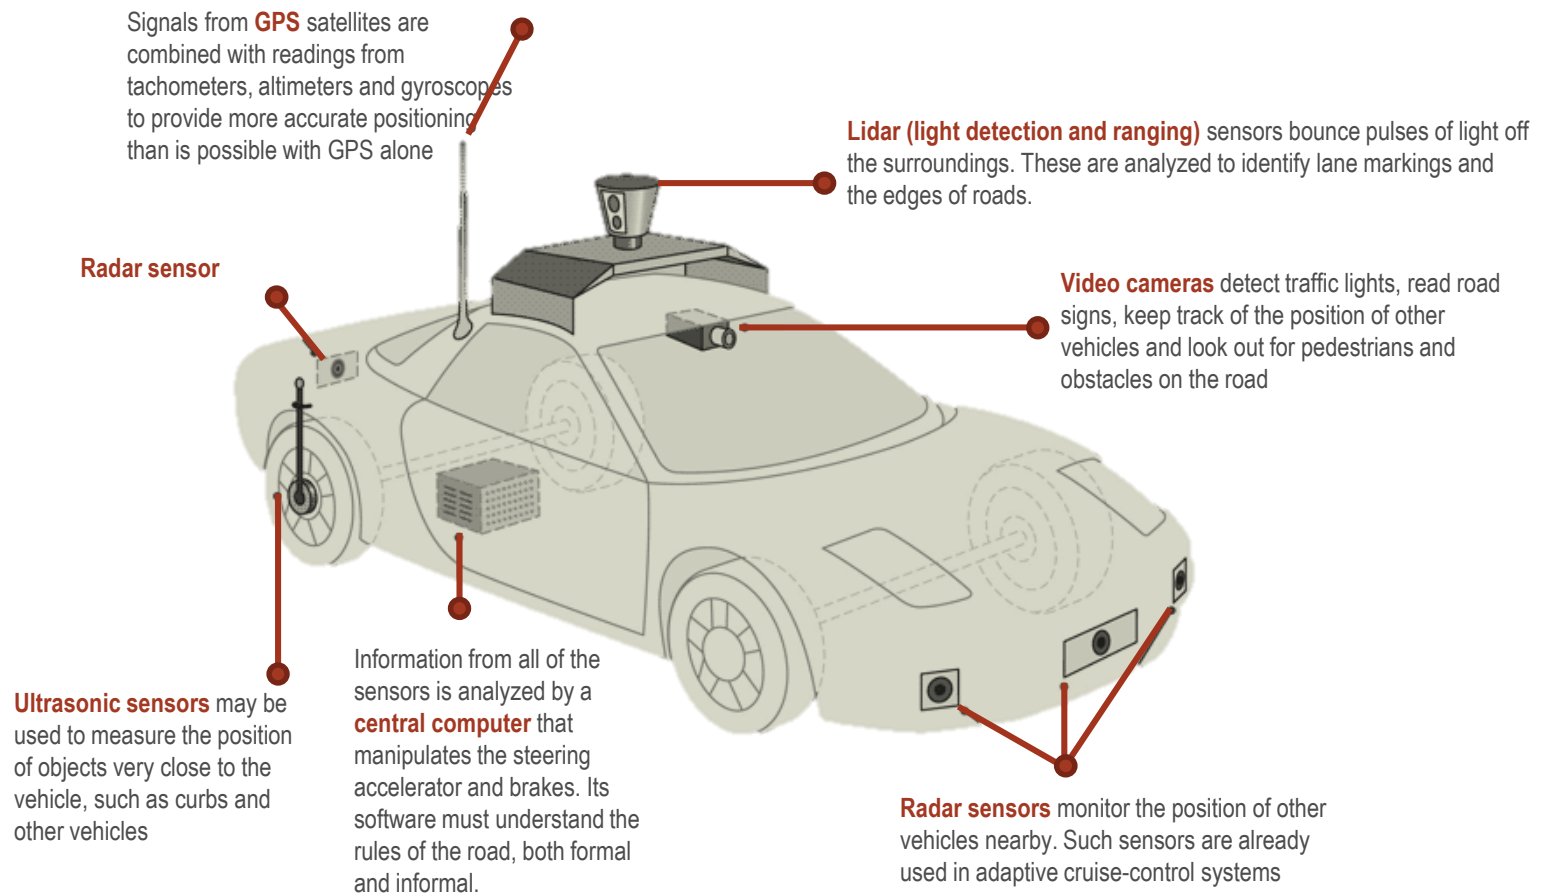 Signals from GPS satellites are
combined with readings from
tachometers, altimeters and gyroscopes
to provide more accurate positioning
than is possible with GPS alone
Lidar (light detection and ranging) sensors bounce pulses of light off
the surroundings. These are analyzed to identify lane markings and
the edges of roads.
Radar sensor
Video cameras detect traffic lights, read road
signs, keep track of the position of other
vehicles and look out for pedestrians and
obstacles on the road
Ultrasonic sensors may be
used to measure the position
of objects very close to the
vehicle, such as curbs and
other vehicles
Information from all of the
sensors is analyzed by a
central computer that
manipulates the steering
accelerator and brakes. Its
software must understand the
rules of the road, both formal
and informal.
Radar sensors monitor the position of other
vehicles nearby. Such sensors are already
used in adaptive cruise-control systems